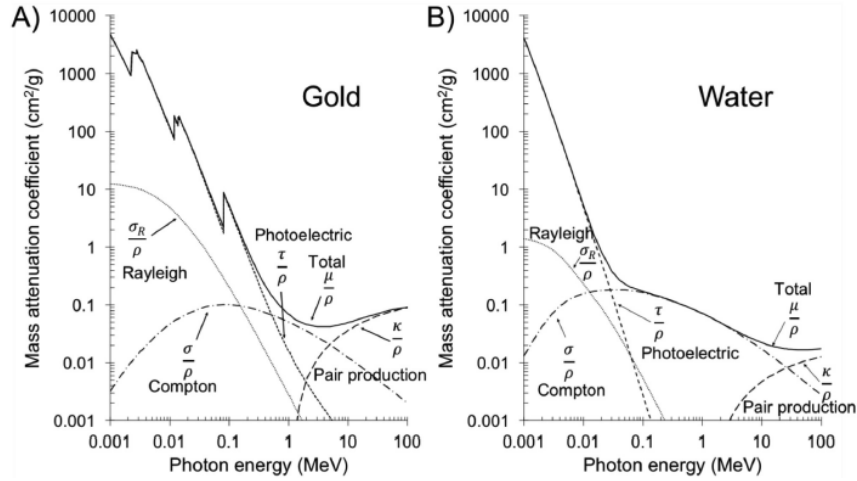 A)
Mass attenuation coefficient (cm²/g)
10000
1000
100
10
1
0.1
0.01
0.001
Gold
σR/ρ
Rayleigh
Photoelectric
τ/ρ
Total
μ/ρ
σ/ρ
Compton
κ/ρ
Pair production
0.001 0.01 0.1 1 10 100
Photon energy (MeV)
B)
Mass attenuation coefficient (cm²/g)
10000
1000
100
10
1
0.1
0.01
0.001
Water
Rayleigh
σR/ρ
τ/ρ
Photoelectric
Total
μ/ρ
σ/ρ
Compton
κ/ρ
Pair production
0.001 0.01 0.1 1 10 100
Photon energy (MeV)